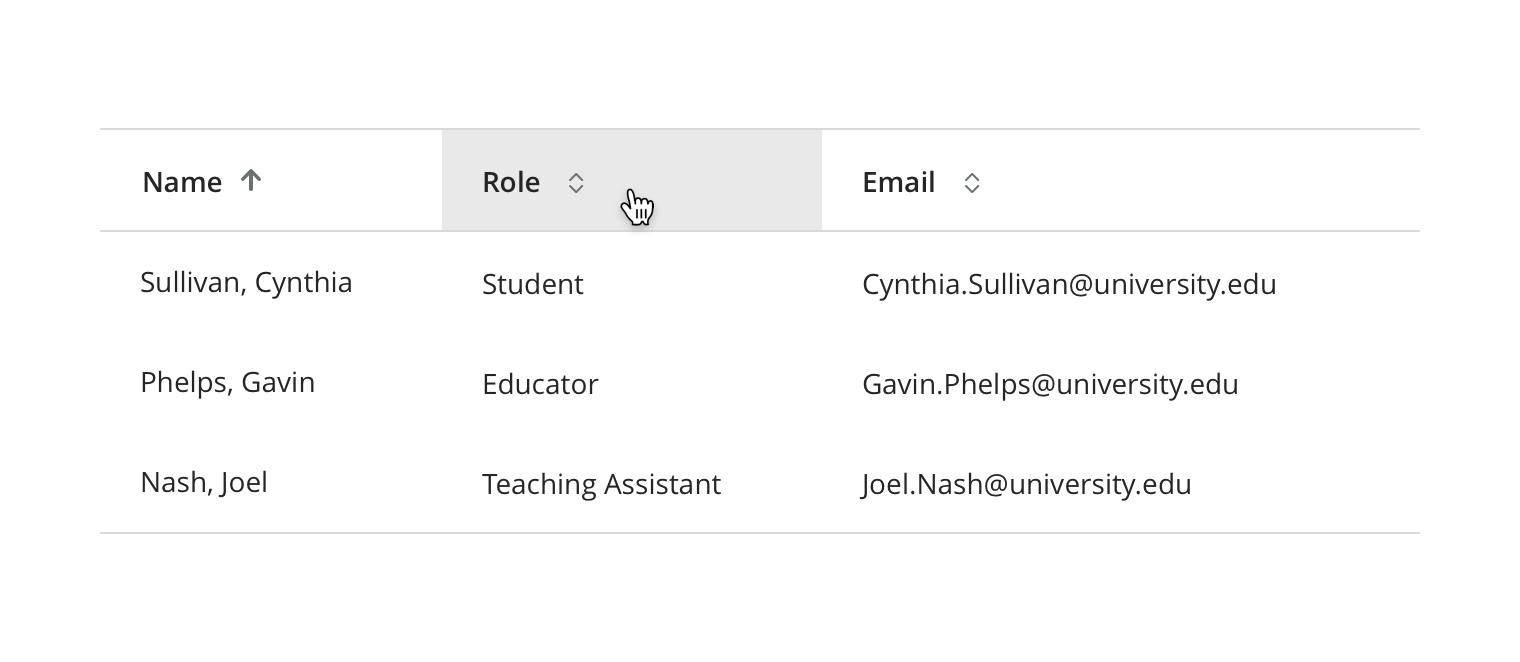 Name Role Email
Sullivan, Cynthia Student Cynthia.Sullivan@university.edu
Phelps, Gavin Educator Gavin.Phelps@university.edu
Nash, Joel Teaching Assistant Joel.Nash@university.edu